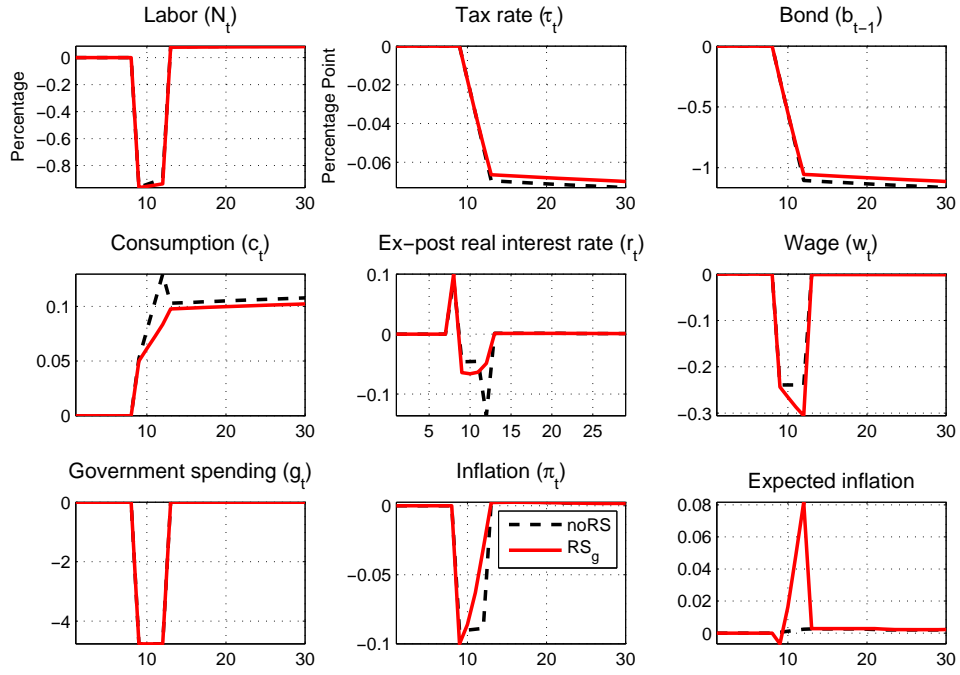 Labor (N_t)
Tax rate (τ_t)
Bond (b_{t−1})
Percentage
0
−0.2
−0.4
−0.6
−0.8
10 20 30
Percentage Point
0
−0.02
−0.04
−0.06
10 20 30
0
−0.5
−1
10 20 30
Consumption (c_t)
Ex−post real interest rate (r_t)
Wage (w_t)
0.1
0.05
0
10 20 30
0.1
0
−0.1
5 10 15 20 25
0
−0.1
−0.2
−0.3
10 20 30
Government spending (g_t)
Inflation (π_t)
Expected inflation
0
−2
−4
10 20 30
0
−0.05
−0.1
10 20 30
noRS
RS_g
0.08
0.06
0.04
0.02
0
10 20 30